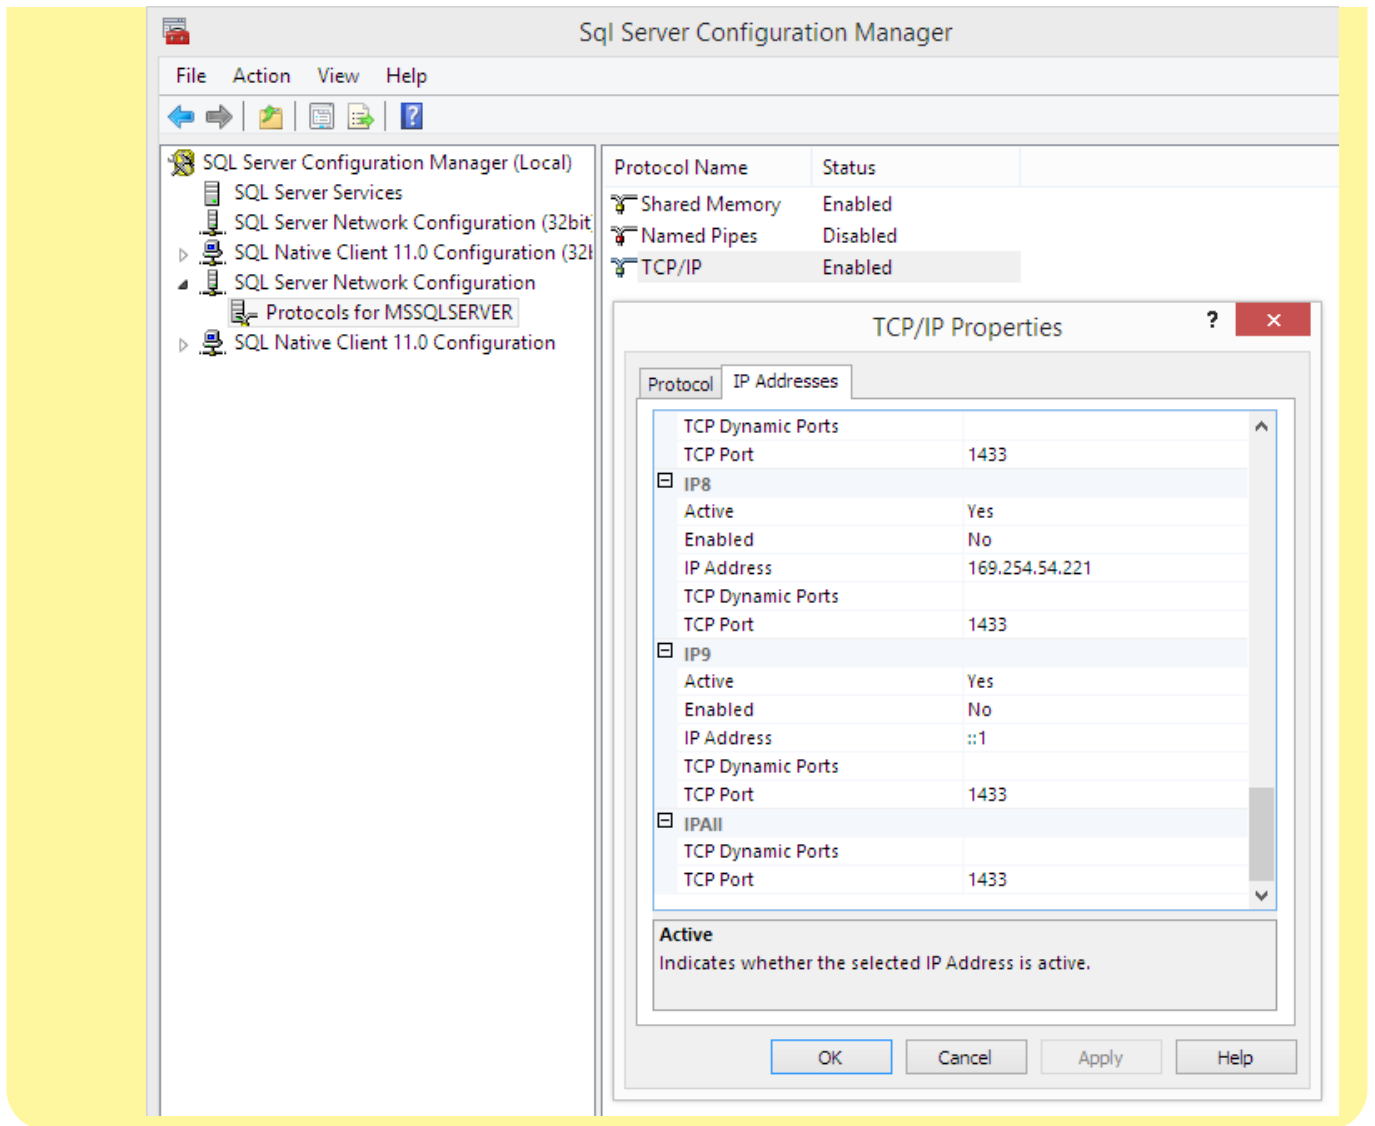 Sql Server Configuration Manager
File Action View Help
SQL Server Configuration Manager (Local)
SQL Server Services
SQL Server Network Configuration (32bit
SQL Native Client 11.0 Configuration (32b
SQL Server Network Configuration
Protocols for MSSQLSERVER
SQL Native Client 11.0 Configuration
Protocol Name Status
Shared Memory Enabled
Named Pipes Disabled
TCP/IP Enabled
TCP/IP Properties ?
Protocol IP Addresses
TCP Dynamic Ports
TCP Port 1433
IP8
Active Yes
Enabled No
IP Address 169.254.54.221
TCP Dynamic Ports
TCP Port 1433
IP9
Active Yes
Enabled No
IP Address ::1
TCP Dynamic Ports
TCP Port 1433
IPAll
TCP Dynamic Ports
TCP Port 1433
Active
Indicates whether the selected IP Address is active.
OK Cancel Apply Help